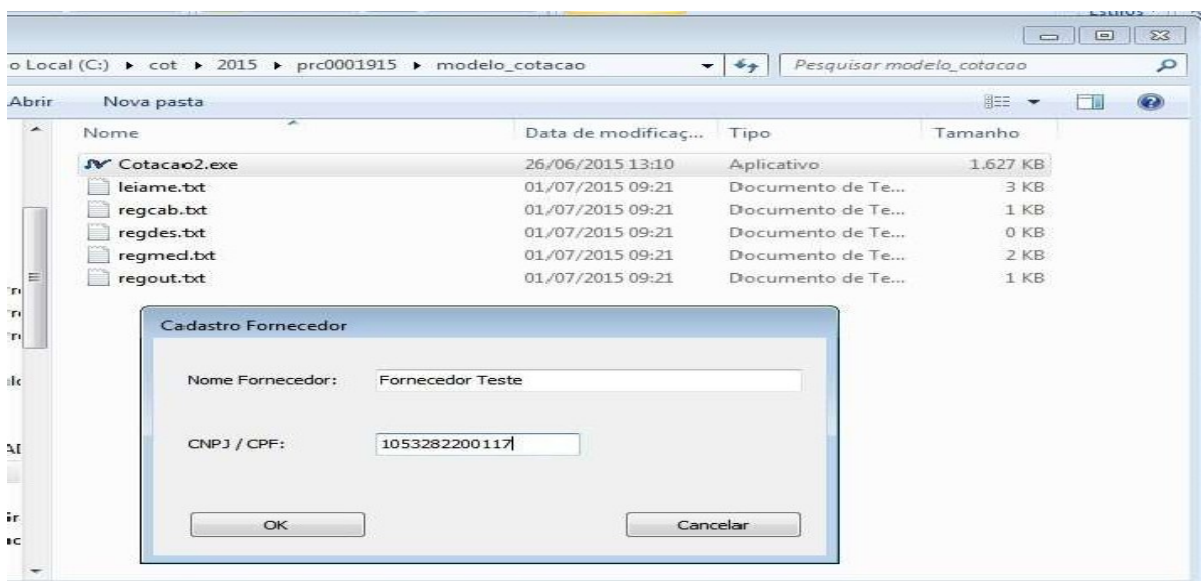 Estilos
o Local (C:) ▸ cot ▸ 2015 ▸ prc0001915 ▸ modelo_cotacao Pesquisar modelo_cotacao
Abrir Nova pasta
Nome Data de modificaç... Tipo Tamanho
Cotacao2.exe 26/06/2015 13:10 Aplicativo 1.627 KB
leiame.txt 01/07/2015 09:21 Documento de Te... 3 KB
regcab.txt 01/07/2015 09:21 Documento de Te... 1 KB
regdes.txt 01/07/2015 09:21 Documento de Te... 0 KB
regmed.txt 01/07/2015 09:21 Documento de Te... 2 KB
regout.txt 01/07/2015 09:21 Documento de Te... 1 KB
Cadastro Fornecedor
Nome Fornecedor: Fornecedor Teste
CNPJ / CPF: 1053282200117
OK Cancelar